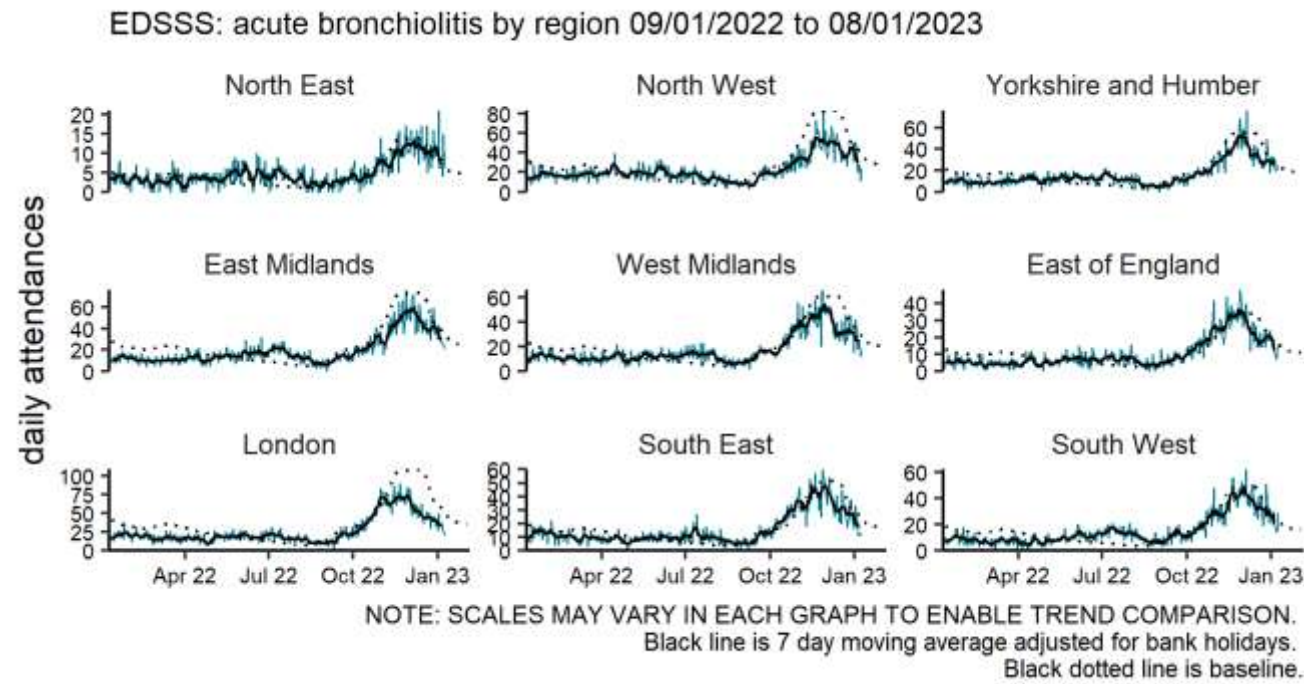 EDSSS: acute bronchiolitis by region 09/01/2022 to 08/01/2023
daily attendances
North East
20
15
10
5
0
North West
80
60
40
20
0
Yorkshire and Humber
60
40
20
0
East Midlands
60
40
20
0
West Midlands
60
40
20
0
East of England
40
30
20
10
0
London
100
75
50
25
0
Apr 22 Jul 22 Oct 22 Jan 23
South East
60
50
40
30
20
10
0
Apr 22 Jul 22 Oct 22 Jan 23
South West
60
40
20
0
Apr 22 Jul 22 Oct 22 Jan 23
NOTE: SCALES MAY VARY IN EACH GRAPH TO ENABLE TREND COMPARISON.
Black line is 7 day moving average adjusted for bank holidays.
Black dotted line is baseline.